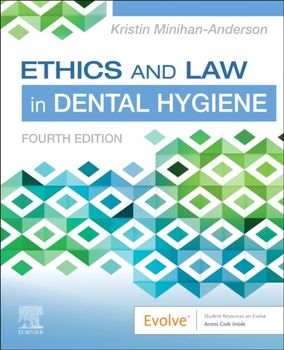 Kristin Minihan-Anderson
ETHICS AND LAW
in DENTAL HYGIENE
FOURTH EDITION
ELSEVIER
Evolve
Student Resources on Evolve
Access Code Inside